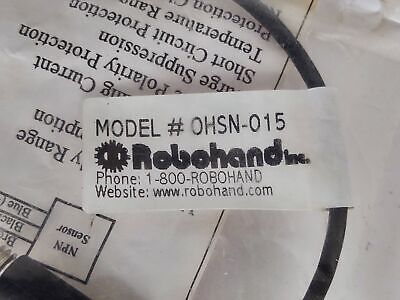 MODEL # OHSN-015
Robohand inc.
Phone: 1-800-ROBOHAND
Website: www.robohand.com
Protection
Temperature Range
Short Circuit Protection
Surge Suppression
Polarity Protection
Current
Range
NPN
Sensor
Blue